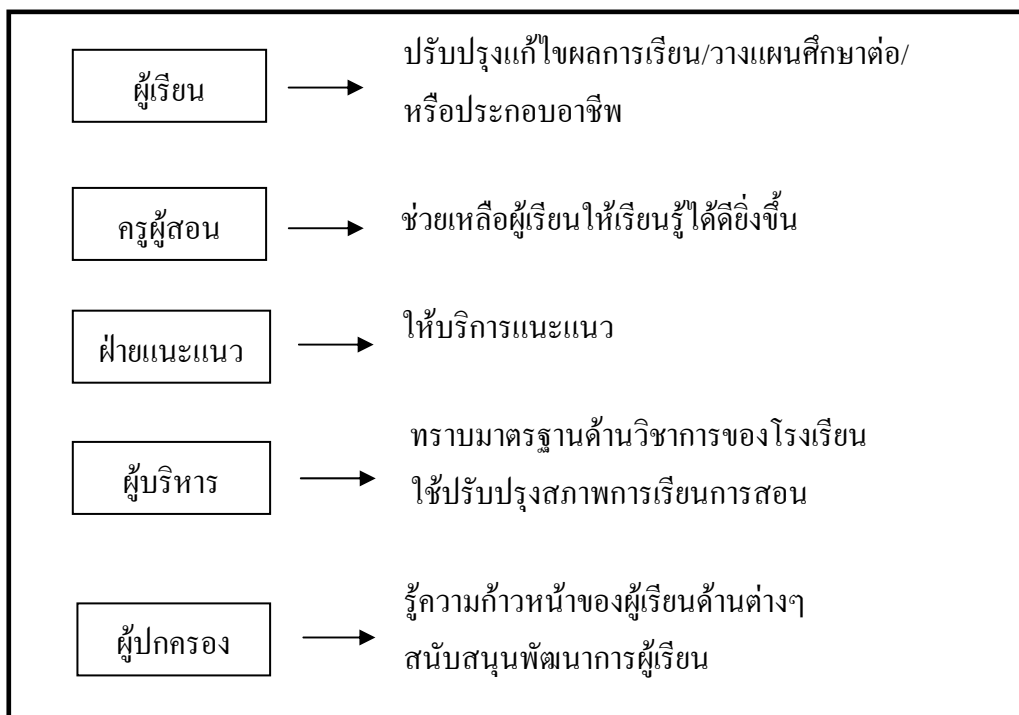 ผู้เรียน
ปรับปรุงแก้ไขผลการเรียน/วางแผนศึกษาต่อ/
หรือประกอบอาชีพ
ครูผู้สอน
ช่วยเหลือผู้เรียนให้เรียนรู้ได้ดียิ่งขึ้น
ฝ่ายแนะแนว
ให้บริการแนะแนว
ผู้บริหาร
ทราบมาตรฐานด้านวิชาการของโรงเรียน
ใช้ปรับปรุงสภาพการเรียนการสอน
ผู้ปกครอง
รู้ความก้าวหน้าของผู้เรียนด้านต่างๆ
สนับสนุนพัฒนาการผู้เรียน